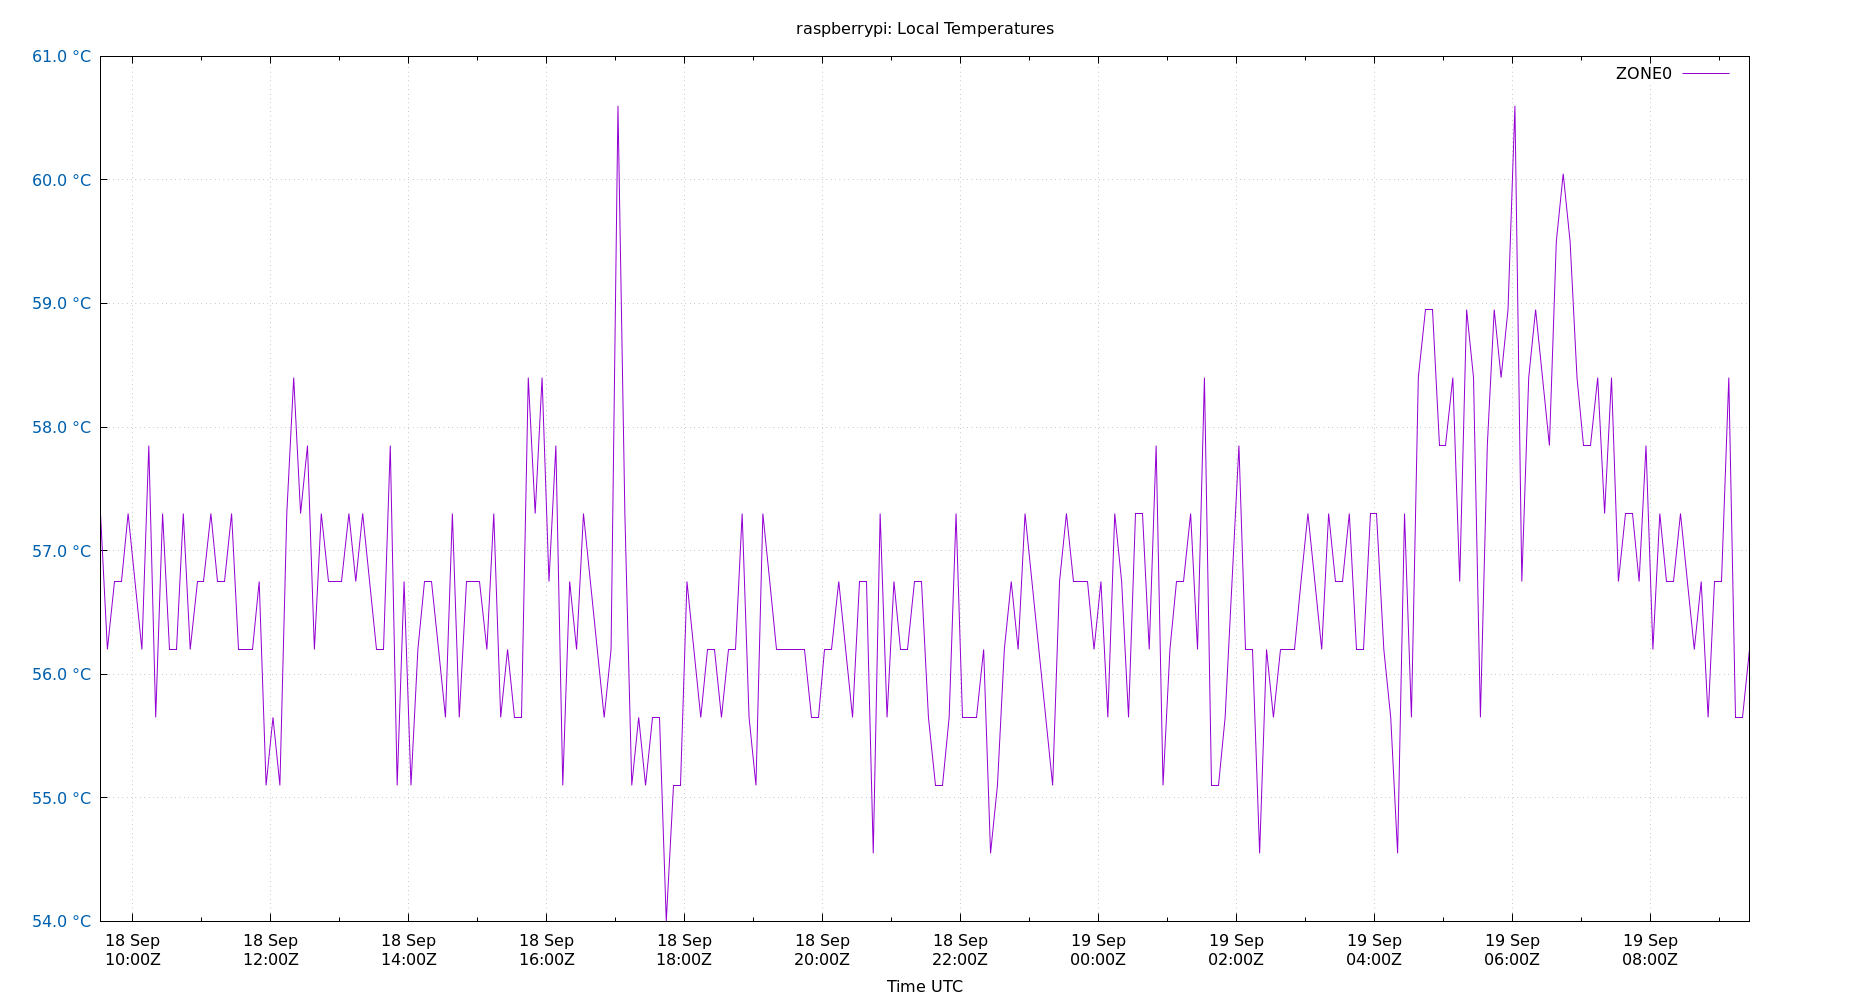 raspberrypi: Local Temperatures
61.0 °C
ZONE0
60.0 °C
59.0 °C
58.0 °C
57.0 °C
56.0 °C
55.0 °C
54.0 °C
18 Sep 18 Sep 18 Sep 18 Sep 18 Sep 18 Sep 18 Sep 19 Sep 19 Sep 19 Sep 19 Sep 19 Sep
10:00Z 12:00Z 14:00Z 16:00Z 18:00Z 20:00Z 22:00Z 00:00Z 02:00Z 04:00Z 06:00Z 08:00Z
Time UTC